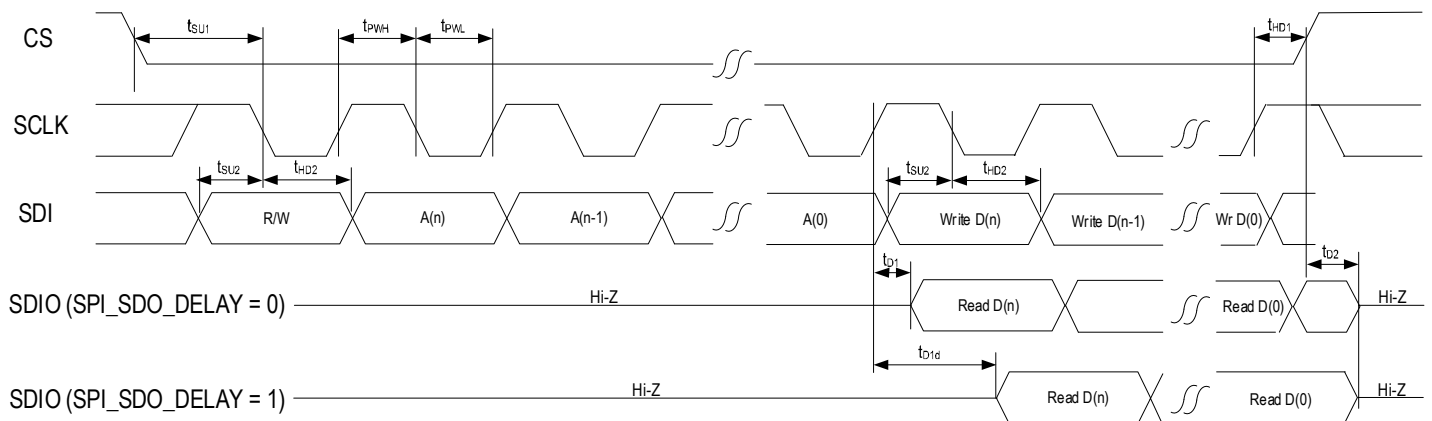 tSU1 tPWH tPWL tHD1
CS
SCLK
tSU2 tHD2 tSU2 tHD2
SDI R/W A(n) A(n-1) A(0) Write D(n) Write D(n-1) Wr D(0)
tD1 tD2
SDIO (SPI_SDO_DELAY = 0) Hi-Z Read D(n) Read D(0) Hi-Z
tD1d
SDIO (SPI_SDO_DELAY = 1) Hi-Z Read D(n) Read D(0) Hi-Z